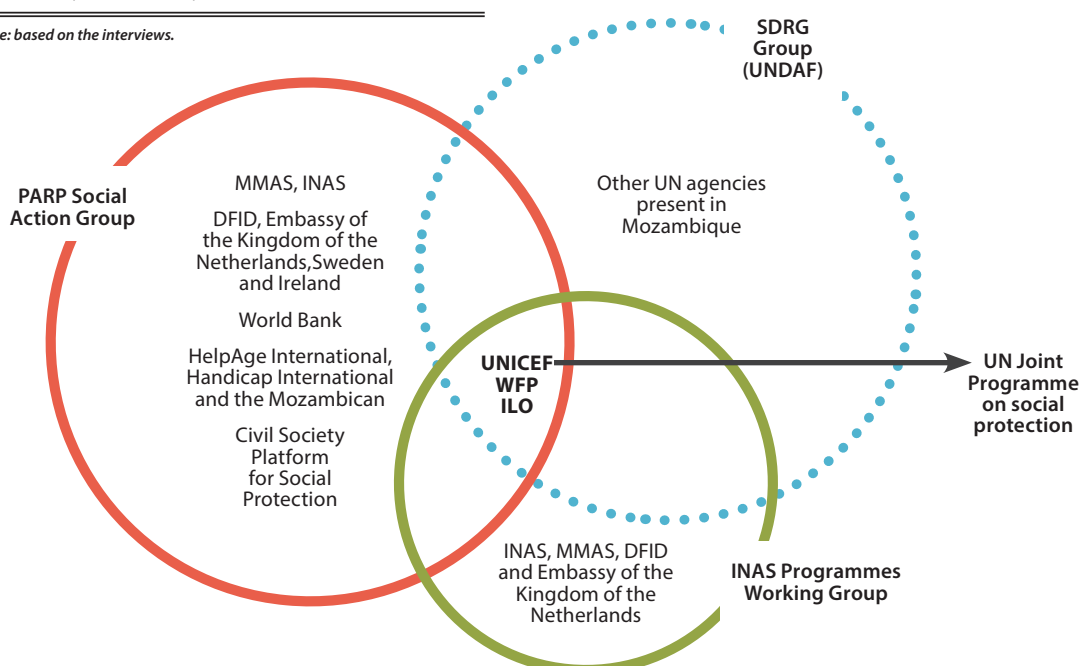 e: based on the interviews.
SDRG
Group
(UNDAF)
PARP Social
Action Group
MMAS, INAS
DFID, Embassy of
the Kingdom of the
Netherlands,Sweden
and Ireland
World Bank
HelpAge International,
Handicap International
and the Mozambican
Civil Society
Platform
for Social
Protection
Other UN agencies
present in
Mozambique
UNICEF
WFP
ILO
UN Joint
Programme
on social
protection
INAS, MMAS, DFID
and Embassy of the
Kingdom of the
Netherlands
INAS Programmes
Working Group